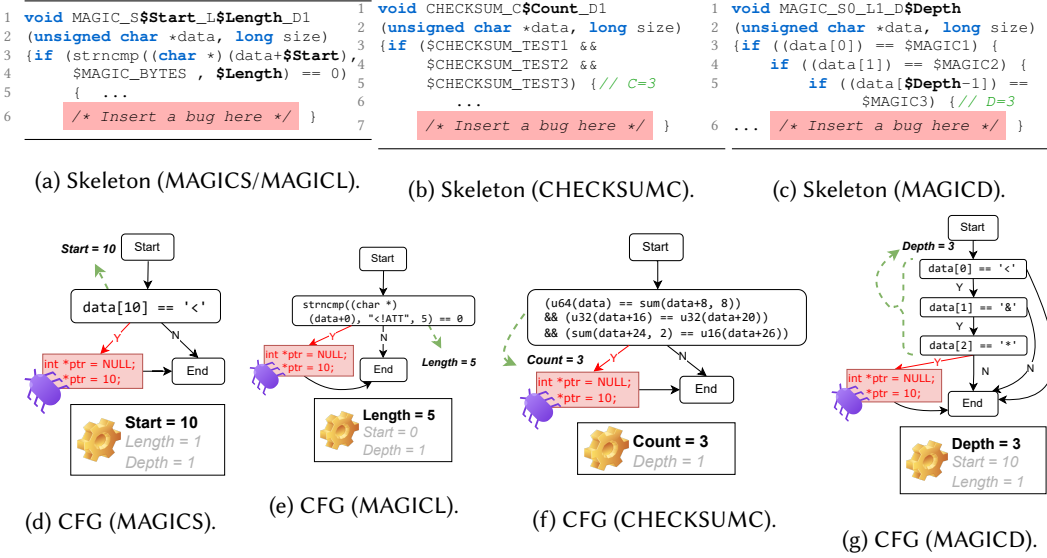 1 void MAGIC_S$Start_L$Length_D1
2 (unsigned char *data, long size)
3 {if (strncmp((char *)(data+$Start),
4 $MAGIC_BYTES , $Length) == 0)
5 { ...
6 /* Insert a bug here */ }
(a) Skeleton (MAGICS/MAGICL).
1 void CHECKSUM_C$Count_D1
2 (unsigned char *data, long size)
3 {if ($CHECKSUM_TEST1 &&
4 $CHECKSUM_TEST2 &&
5 $CHECKSUM_TEST3) {// C=3
6 ...
7 /* Insert a bug here */ }
(b) Skeleton (CHECKSUMC).
1 void MAGIC_S0_L1_D$Depth
2 (unsigned char *data, long size)
3 {if ((data[0]) == $MAGIC1) {
4 if ((data[1]) == $MAGIC2) {
5 if ((data[$Depth-1]) ==
$MAGIC3) {// D=3
6 ... /* Insert a bug here */ }
(c) Skeleton (MAGICD).
Start = 10
Start
data[10] == '<'
Y
N
int *ptr = NULL;
*ptr = 10;
End
Start = 10
Length = 1
Depth = 1
(d) CFG (MAGICS).
Start
strncmp((char *)
(data+0), "<!ATT", 5) == 0
Y
N
Length = 5
int *ptr = NULL;
*ptr = 10;
End
Length = 5
Start = 0
Depth = 1
(e) CFG (MAGICL).
Start
(u64(data) == sum(data+8, 8))
&& (u32(data+16) == u32(data+20))
&& (sum(data+24, 2) == u16(data+26))
Count = 3
Y
N
int *ptr = NULL;
*ptr = 10;
End
Count = 3
Depth = 1
(f) CFG (CHECKSUMC).
Start
Depth = 3
data[0] == '<'
Y
N
data[1] == '&'
Y
N
data[2] == '*'
Y
N
int *ptr = NULL;
*ptr = 10;
End
Depth = 3
Start = 10
Length = 1
(g) CFG (MAGICD).